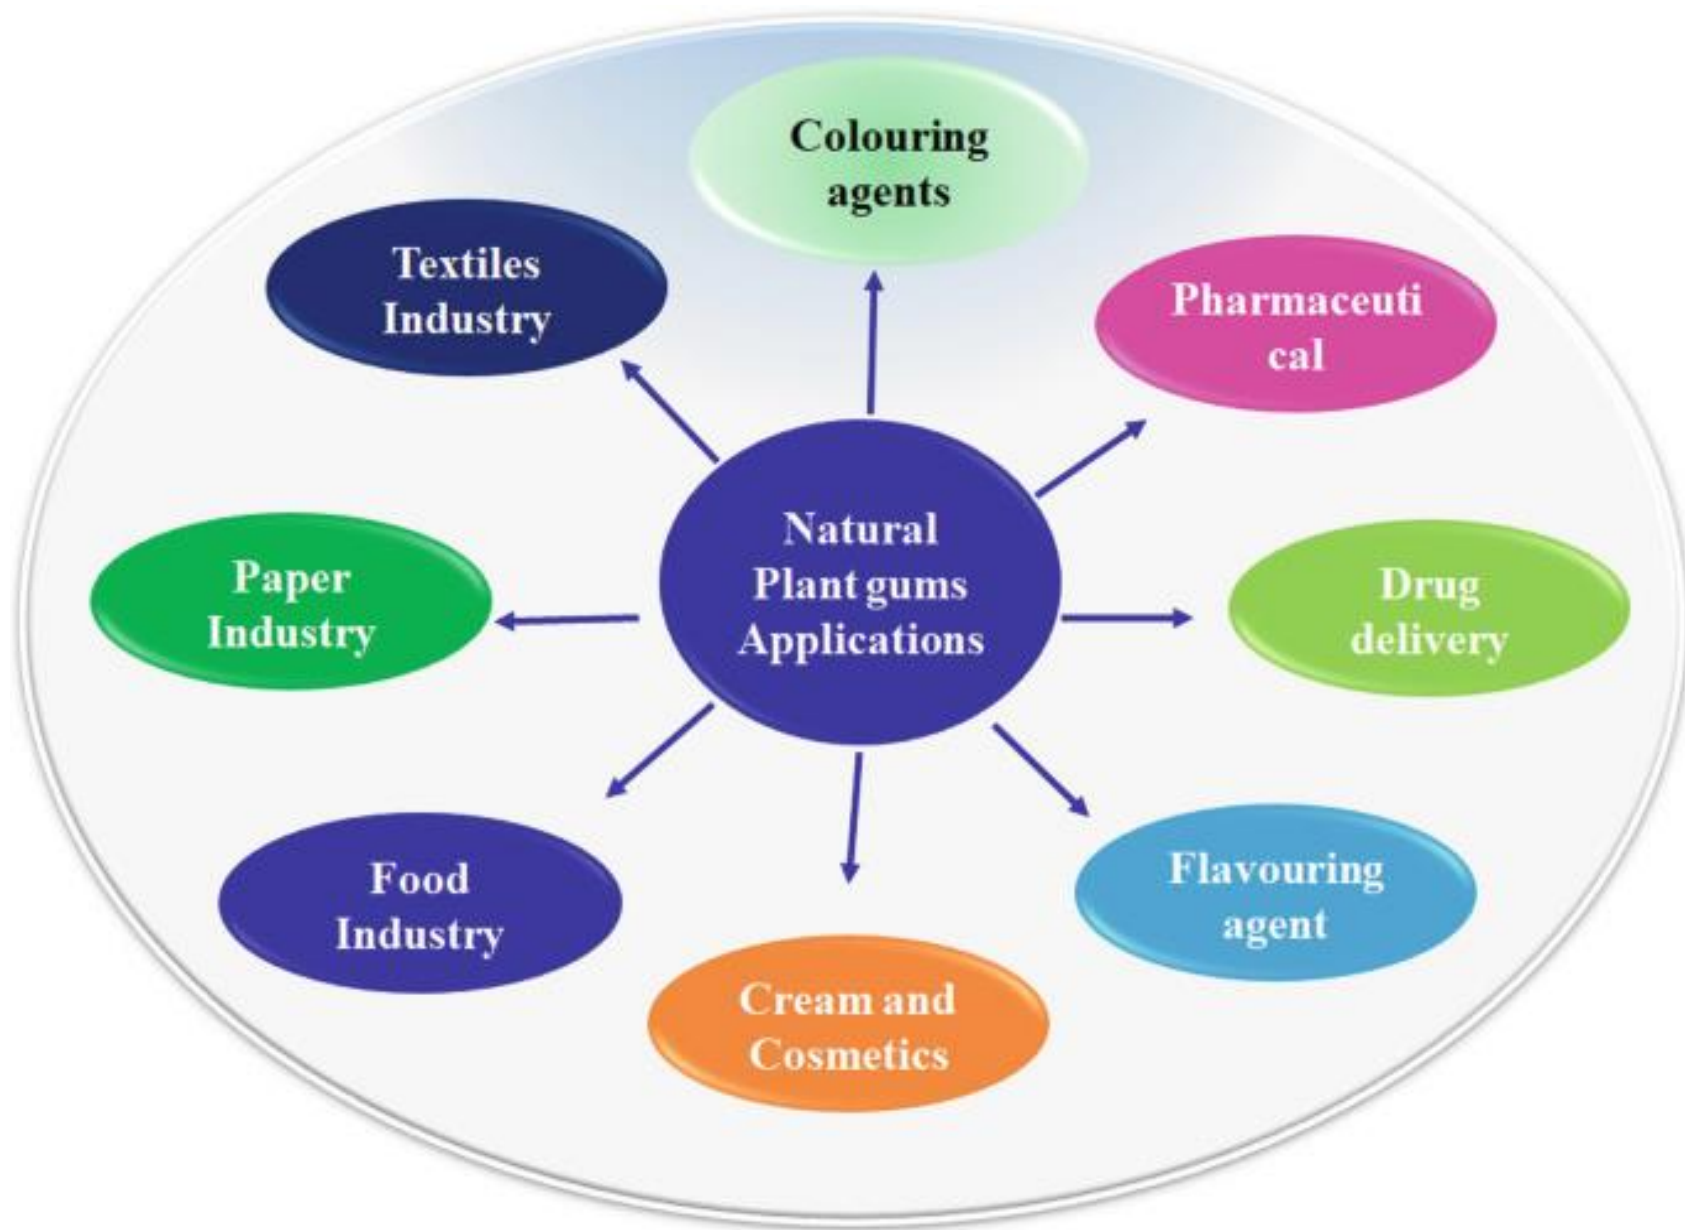 Colouring
agents
Textiles
Industry
Pharmaceuti
cal
Natural
Plant gums
Applications
Paper
Industry
Drug
delivery
Food
Industry
Flavouring
agent
Cream and
Cosmetics